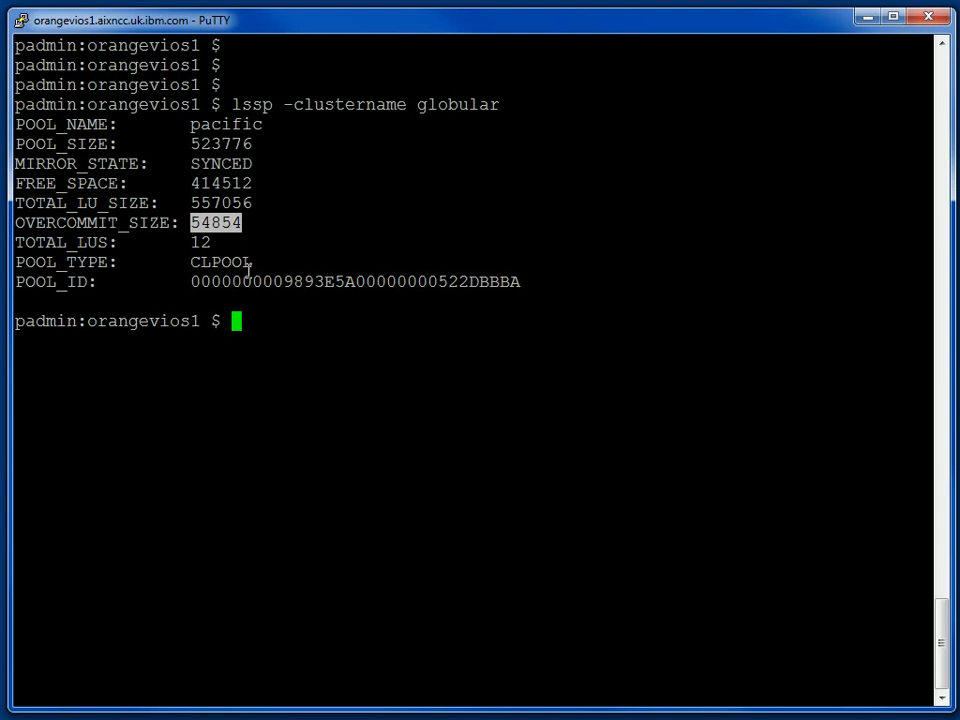 orangevios1.aixncc.uk.ibm.com - PuTTY
padmin:orangevios1 $
padmin:orangevios1 $
padmin:orangevios1 $
padmin:orangevios1 $ lssp -clustername globular
POOL_NAME: pacific
POOL_SIZE: 523776
MIRROR_STATE: SYNCED
FREE_SPACE: 414512
TOTAL_LU_SIZE: 557056
OVERCOMMIT_SIZE: 54854
TOTAL_LUS: 12
POOL_TYPE: CLPOOL
POOL_ID: 0000000009893E5A00000000522DBBBA
padmin:orangevios1 $